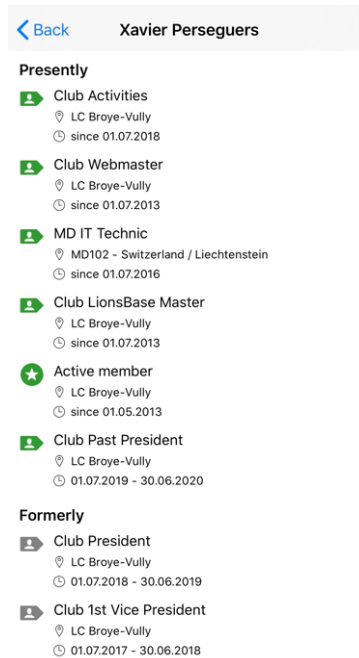 Back
Xavier Perseguers
Presently
Club Activities
LC Broye-Vully
since 01.07.2018
Club Webmaster
LC Broye-Vully
since 01.07.2013
MD IT Technic
MD102 - Switzerland / Liechtenstein
since 01.07.2016
Club LionsBase Master
LC Broye-Vully
since 01.07.2013
Active member
LC Broye-Vully
since 01.05.2013
Club Past President
LC Broye-Vully
01.07.2019 - 30.06.2020
Formerly
Club President
LC Broye-Vully
01.07.2018 - 30.06.2019
Club 1st Vice President
LC Broye-Vully
01.07.2017 - 30.06.2018